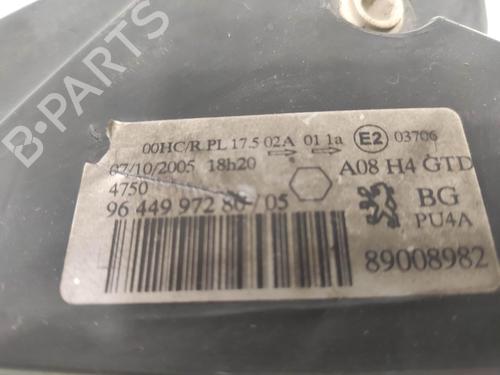 B-PARTS
00HC/R PL 17.5 02A 01 1a E2 03706
07/10/2005 18h20 A08 H4 GTD
4750 BG
96 449 972 80 05 PU4A
89008982